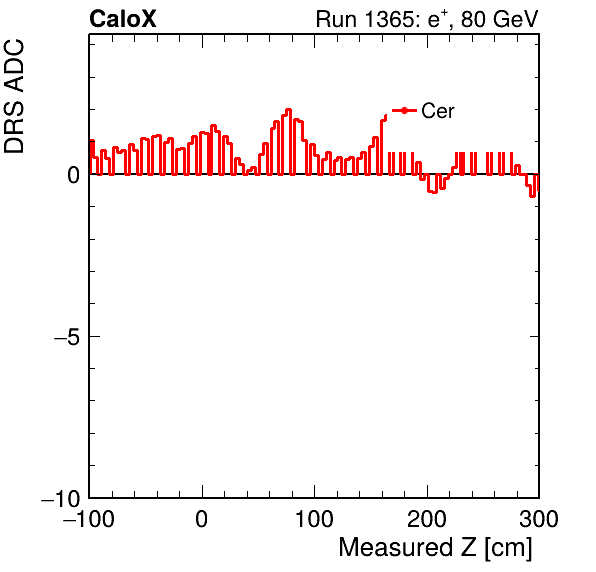 CaloX Run 1365: e⁺, 80 GeV
DRS ADC
Cer
0
−5
−10
−100 0 100 200 300
Measured Z [cm]